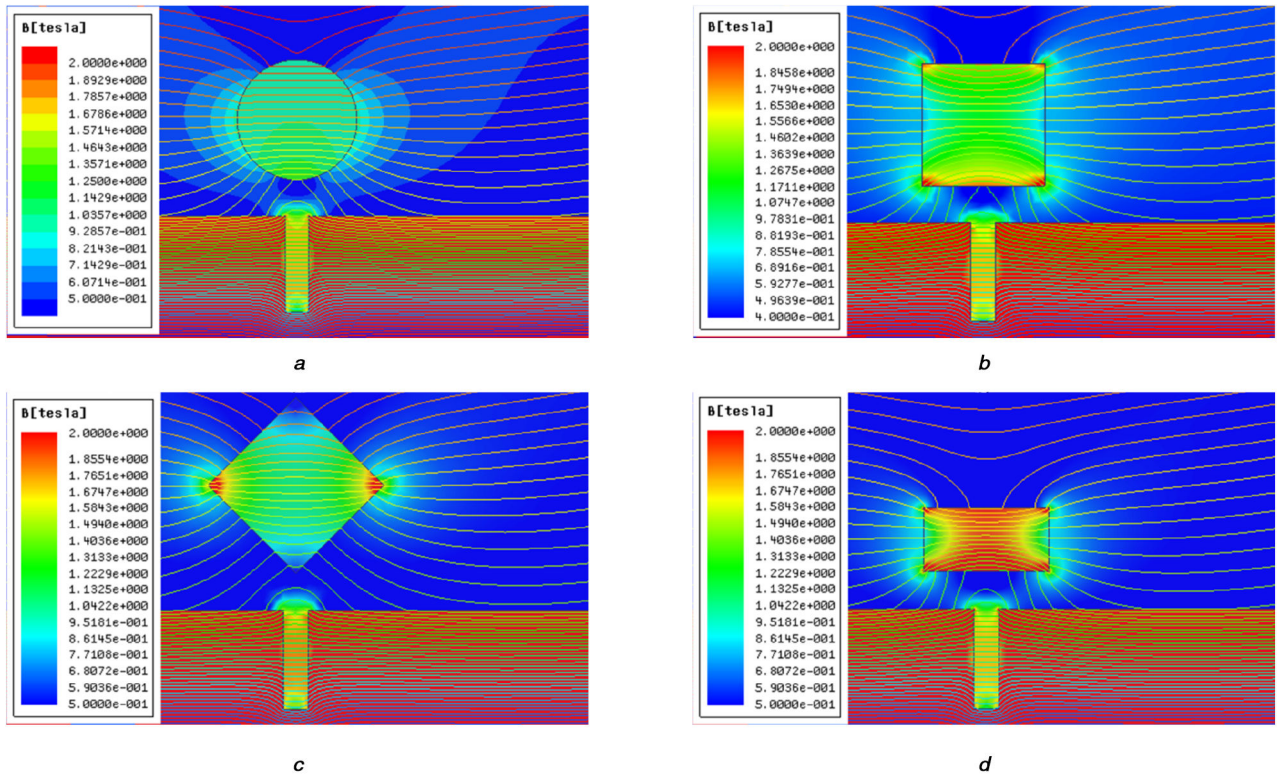 B[tesla]
2.0000e+000
1.8929e+000
1.7857e+000
1.6786e+000
1.5714e+000
1.4643e+000
1.3571e+000
1.2500e+000
1.1429e+000
1.0357e+000
9.2857e-001
8.2143e-001
7.1429e-001
6.0714e-001
5.0000e-001
a
B[tesla]
2.0000e+000
1.8458e+000
1.7494e+000
1.6530e+000
1.5566e+000
1.4602e+000
1.3639e+000
1.2675e+000
1.1711e+000
1.0747e+000
9.7831e-001
8.8193e-001
7.8554e-001
6.8916e-001
5.9277e-001
4.9639e-001
4.0000e-001
b
B[tesla]
2.0000e+000
1.8554e+000
1.7651e+000
1.6747e+000
1.5843e+000
1.4940e+000
1.4036e+000
1.3133e+000
1.2229e+000
1.1325e+000
1.0422e+000
9.5181e-001
8.6145e-001
7.7108e-001
6.8072e-001
5.9036e-001
5.0000e-001
c
B[tesla]
2.0000e+000
1.8554e+000
1.7651e+000
1.6747e+000
1.5843e+000
1.4940e+000
1.4036e+000
1.3133e+000
1.2229e+000
1.1325e+000
1.0422e+000
9.5181e-001
8.6145e-001
7.7108e-001
6.8072e-001
5.9036e-001
5.0000e-001
d